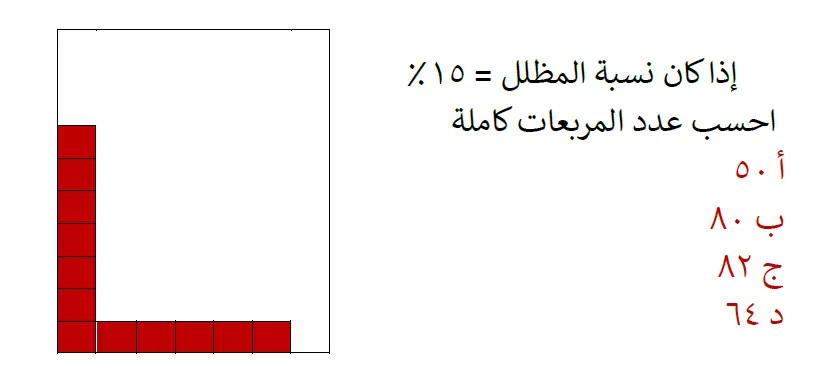 إذا كان نسبة المظلل = ١٥٪
احسب عدد المربعات كاملة
أ ٥٠
ب ٨٠
ج ٨٢
د ٦٤